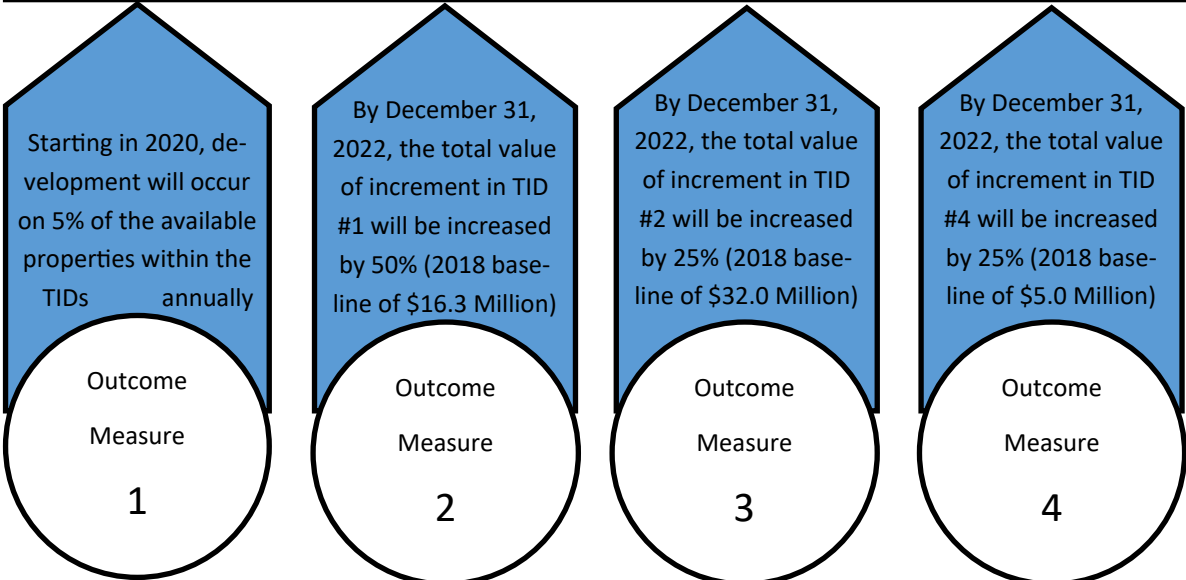 Starting in 2020, de-
velopment will occur
on 5% of the available
properties within the
TIDs annually
Outcome
Measure
1
By December 31,
2022, the total value
of increment in TID
#1 will be increased
by 50% (2018 base-
line of $16.3 Million)
Outcome
Measure
2
By December 31,
2022, the total value
of increment in TID
#2 will be increased
by 25% (2018 base-
line of $32.0 Million)
Outcome
Measure
3
By December 31,
2022, the total value
of increment in TID
#4 will be increased
by 25% (2018 base-
line of $5.0 Million)
Outcome
Measure
4